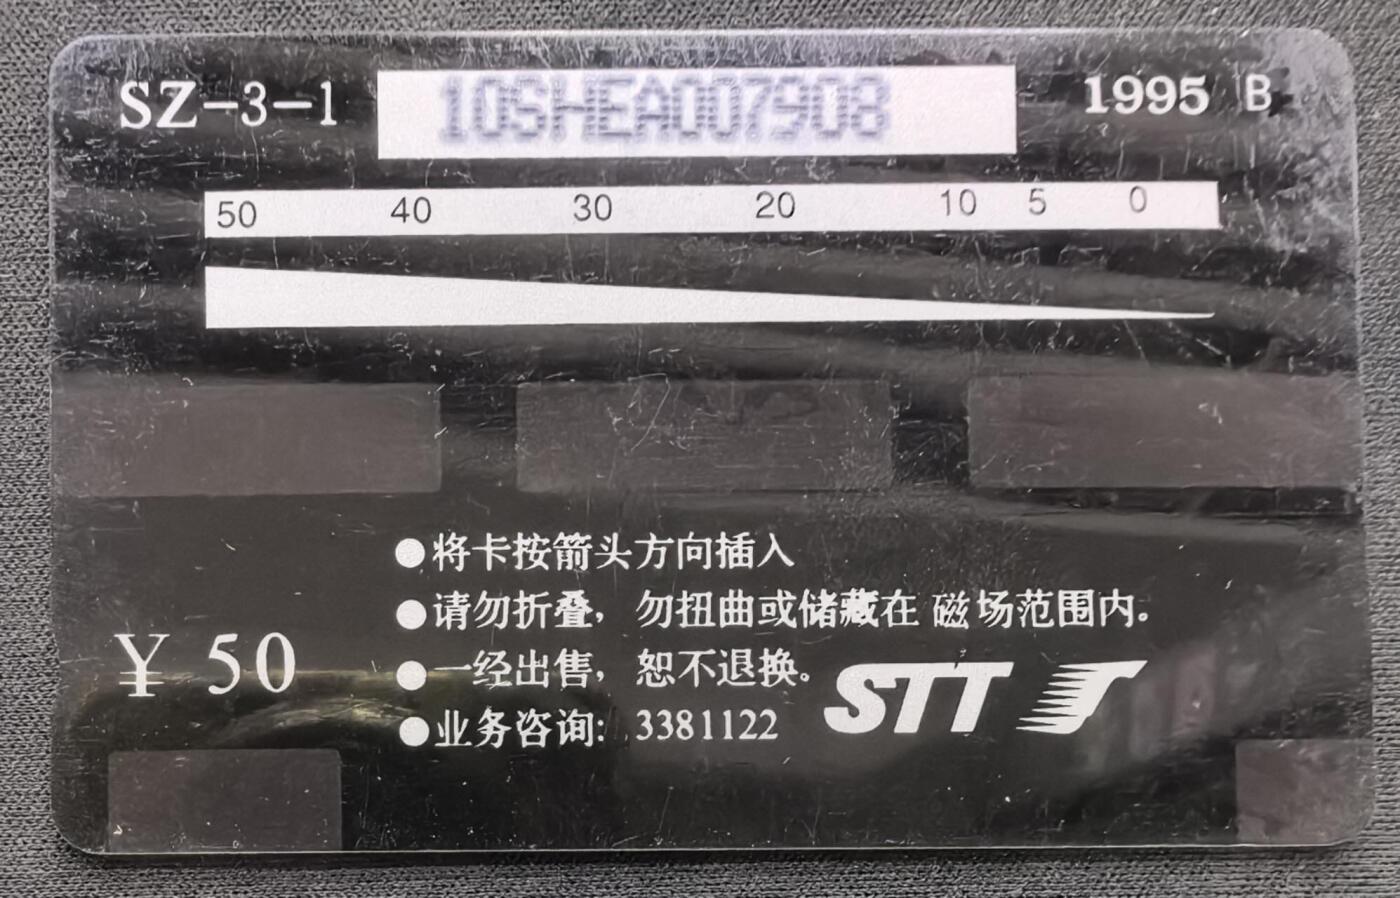 SZ-3-1 10SHEA007908 1995 B
50 40 30 20 10 5 0
●将卡按箭头方向插入
●请勿折叠，勿扭曲或储藏在磁场范围内。
¥50
●一经出售，恕不退换。
●业务咨询：3381122
STT